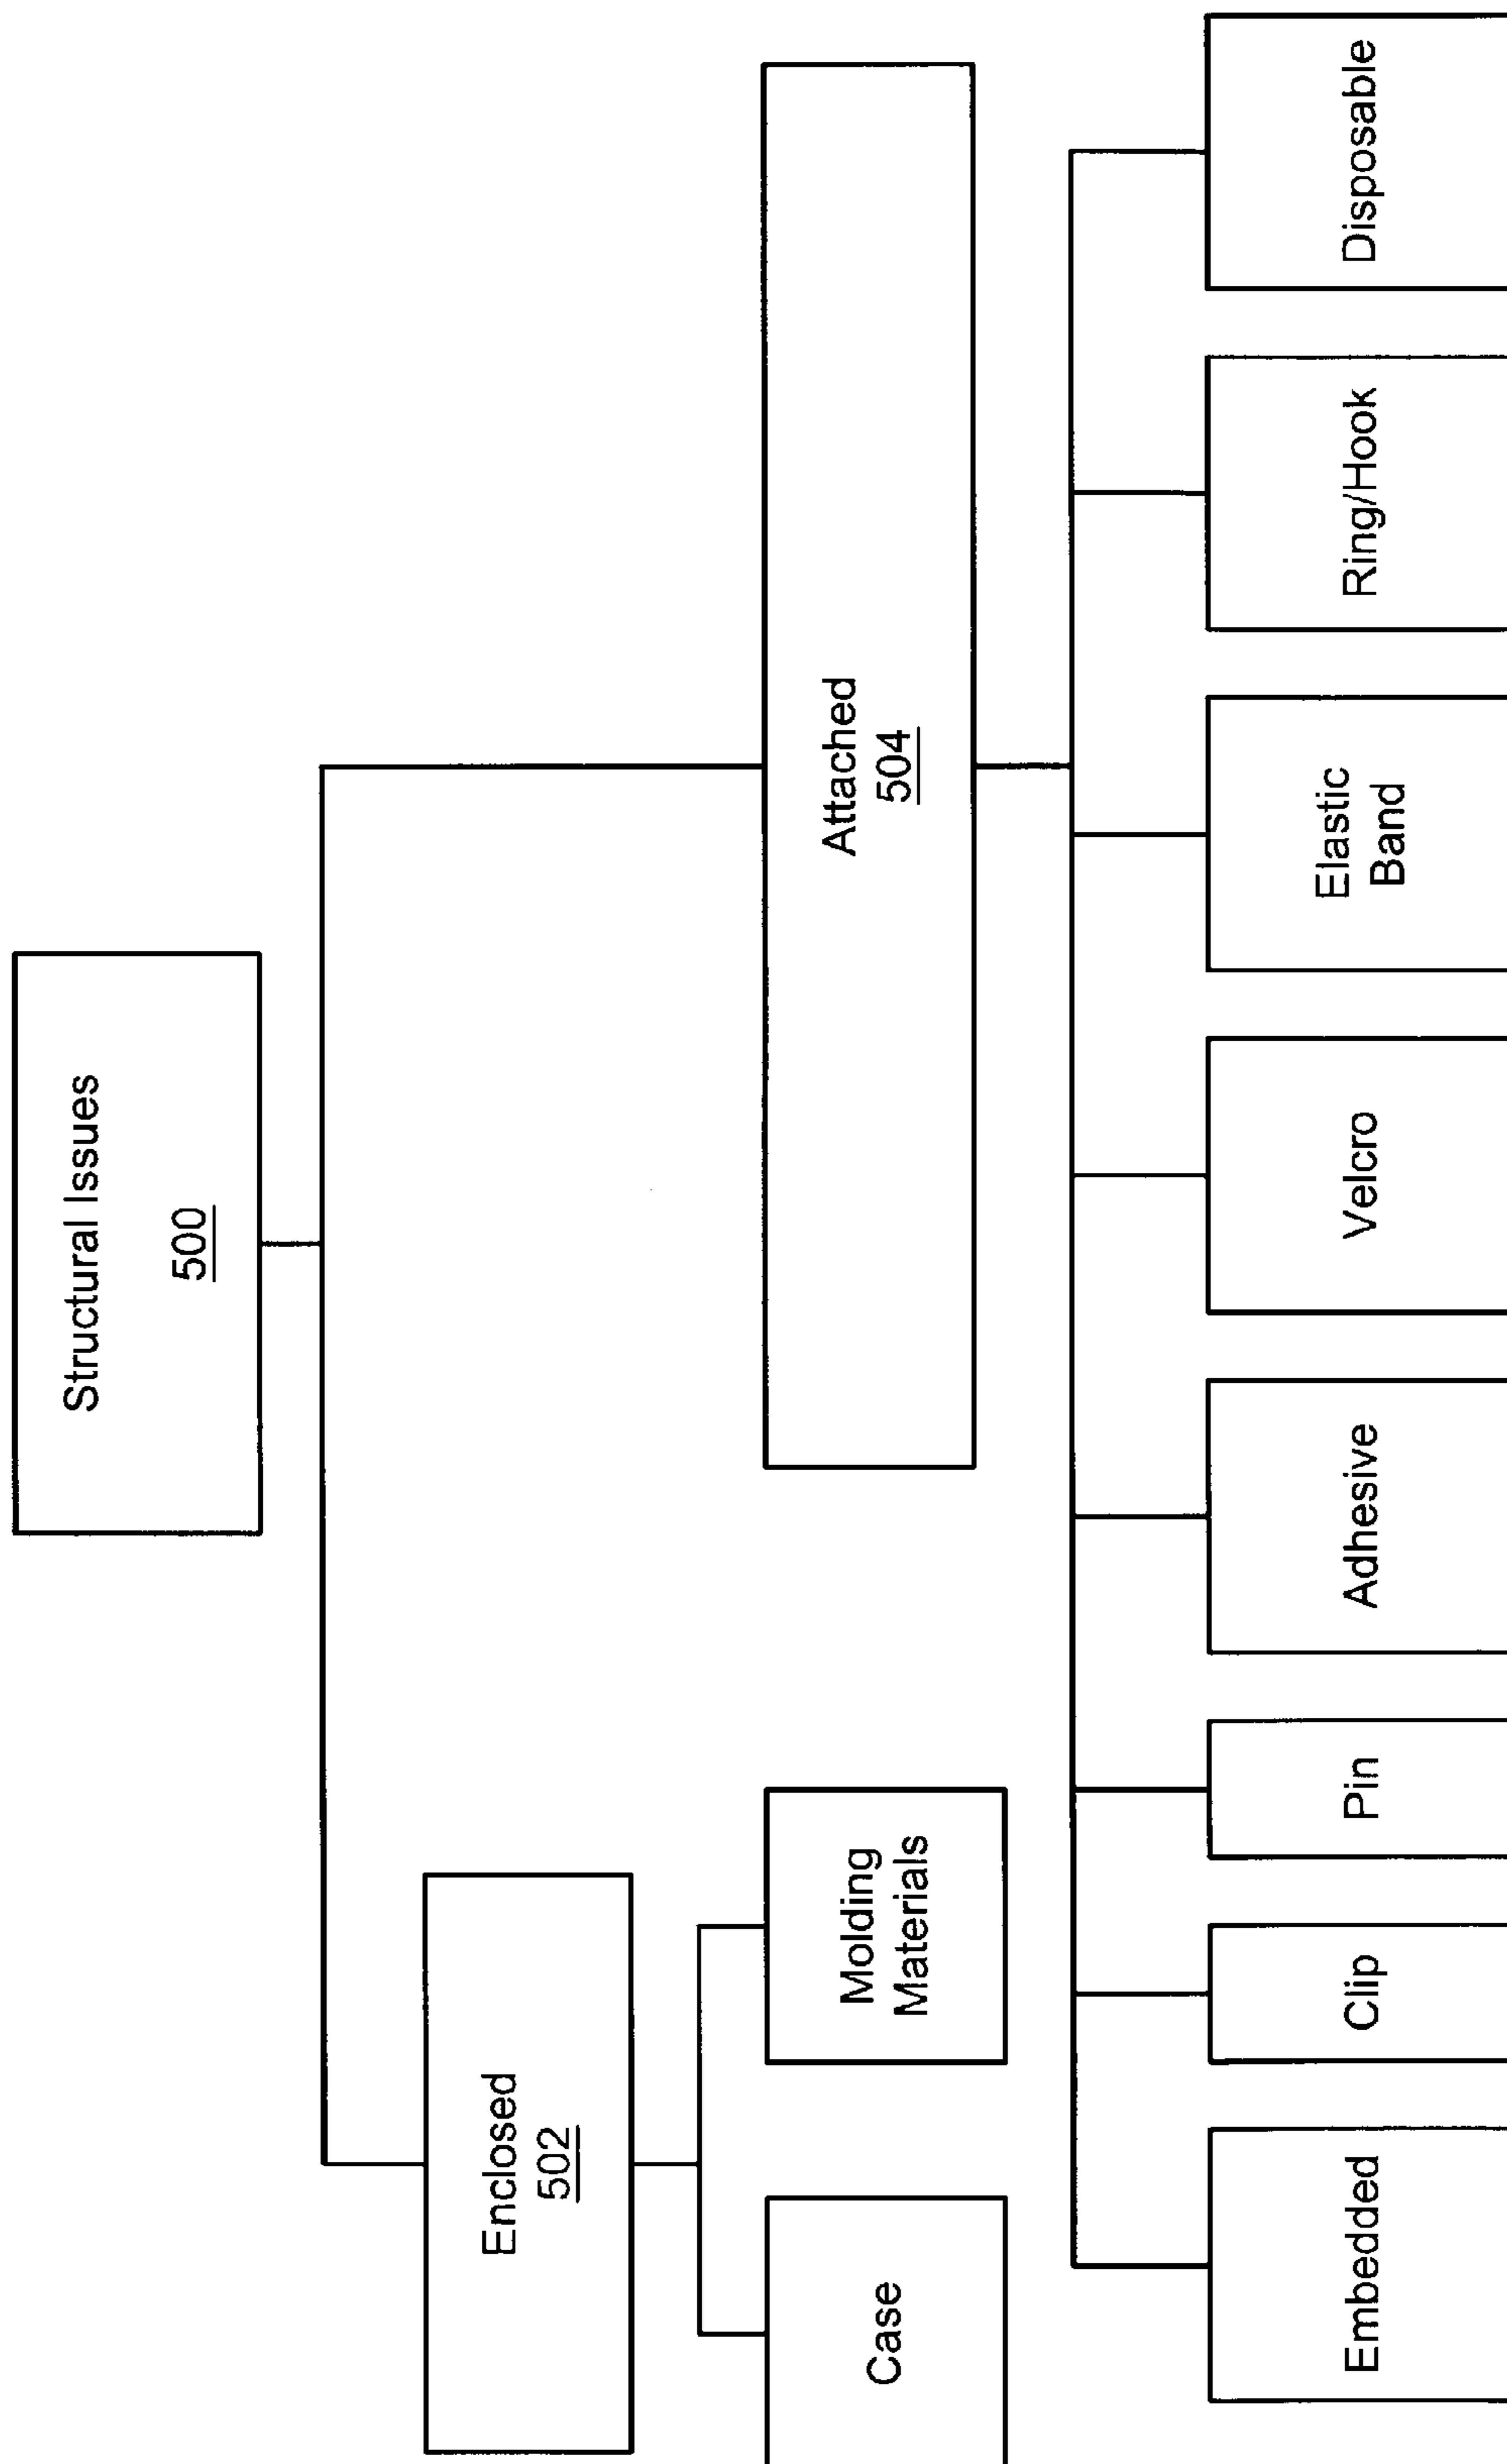 Structural Issues
500
Enclosed
502
Attached
504
Case
Molding
Materials
Embedded
Clip
Pin
Adhesive
Velcro
Elastic
Band
Ring/Hook
Disposable